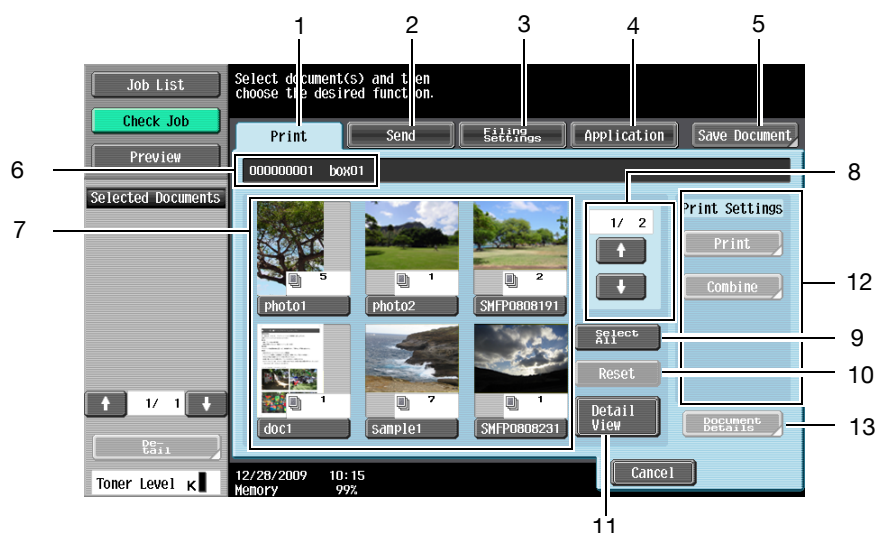 1
2
3
4
5
Job List
Select document(s) and then
choose the desired function.
Check Job
Print
Send
Filing
Settings
Application
Save Document
Preview
6
000000001 box01
8
Selected Documents
7
1/ 2
Print Settings
Print
5
1
2
Combine
12
photo1
photo2
SMFP0808191
Select
All
9
Reset
10
1/ 1
1
7
1
Detail
View
doc1
sample1
SMFP0808231
Document
Details
13
De-
tail
Toner Level K
12/28/2009 10:15
Memory 99%
Cancel
11